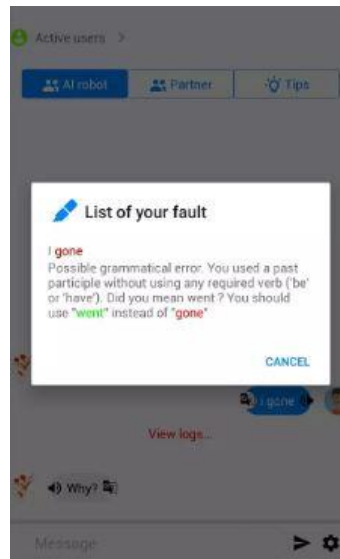 Active users >
AI robot
Partner
Tips
List of your fault
I gone
Possible grammatical error. You used a past
participle without using any required verb ('be'
or 'have'). Did you mean went ? You should
use "went" instead of "gone"
CANCEL
i gone
View logs...
Why?
Message